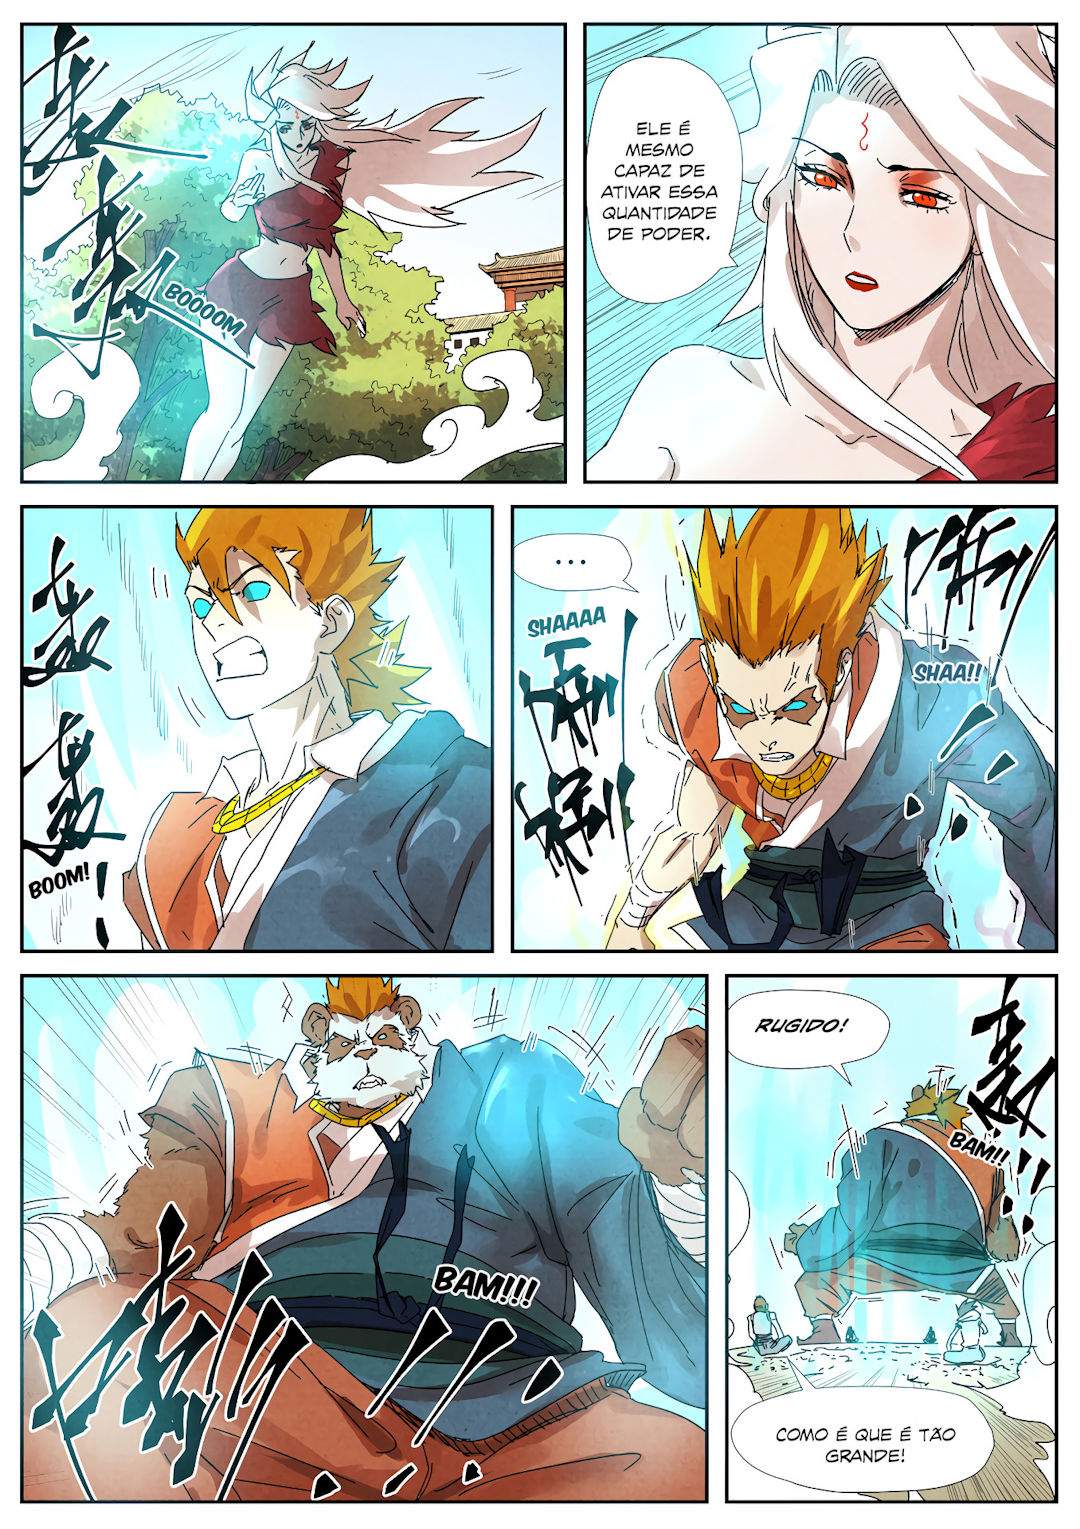 BOOOOM
ELE É
MESMO
CAPAZ DE
ATIVAR ESSA
QUANTIDADE
DE PODER.
BOOM!
...
SHAAAA
SHAA!!
BAM!!!
RUGIDO!
BAM!!
COMO É QUE É TÃO
GRANDE!